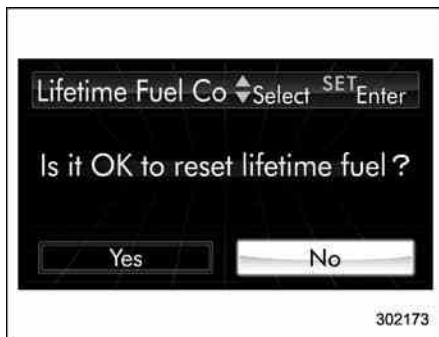 Lifetime Fuel Co Select SET Enter
Is it OK to reset lifetime fuel ?
Yes No
302173